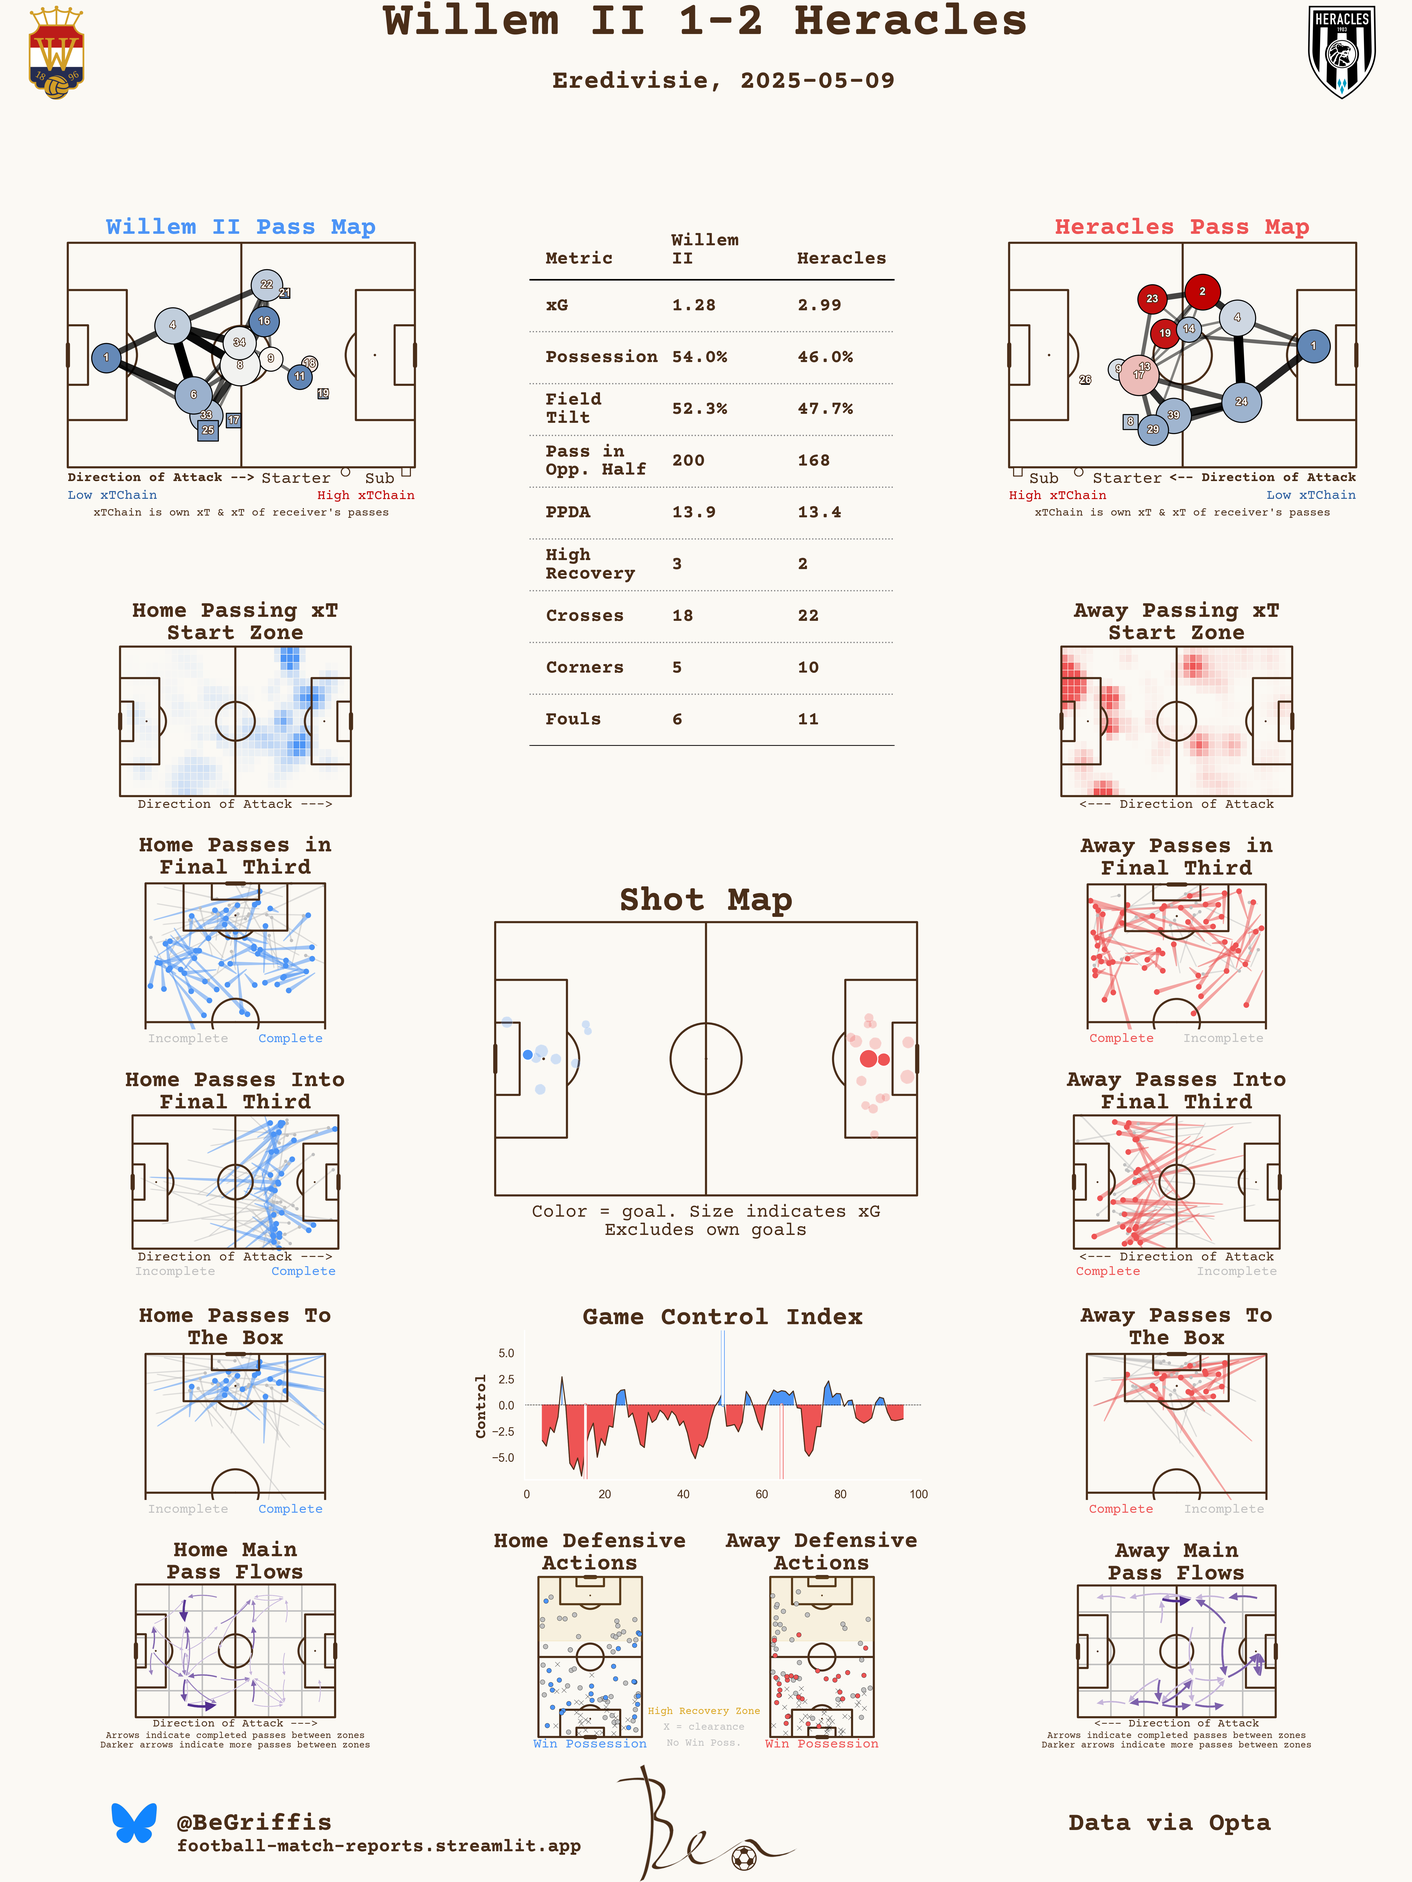 Willem II 1-2 Heracles
Eredivisie, 2025-05-09
18 96
HERACLES
1903
Willem II Pass Map
22
21
4
16
34
1
9
8
18
11
6
19
33
17
25
Direction of Attack --> Starter Sub
Low xTChain High xTChain
xTChain is own xT & xT of receiver's passes
Metric Willem II Heracles
xG 1.28 2.99
Possession 54.0% 46.0%
Field Tilt 52.3% 47.7%
Pass in Opp. Half 200 168
PPDA 13.9 13.4
High Recovery 3 2
Crosses 18 22
Corners 5 10
Fouls 6 11
Heracles Pass Map
23
2
4
19
14
1
9
13
17
26
24
39
8
29
Sub Starter <-- Direction of Attack
High xTChain Low xTChain
xTChain is own xT & xT of receiver's passes
Home Passing xT
Start Zone
Direction of Attack --->
Away Passing xT
Start Zone
<--- Direction of Attack
Home Passes in
Final Third
Incomplete Complete
Away Passes in
Final Third
Complete Incomplete
Shot Map
Color = goal. Size indicates xG
Excludes own goals
Home Passes Into
Final Third
Direction of Attack --->
Incomplete Complete
Away Passes Into
Final Third
<--- Direction of Attack
Complete Incomplete
Home Passes To
The Box
Incomplete Complete
Game Control Index
Control
5.0
2.5
0.0
−2.5
−5.0
0 20 40 60 80 100
Away Passes To
The Box
Complete Incomplete
Home Main
Pass Flows
Direction of Attack --->
Arrows indicate completed passes between zones
Darker arrows indicate more passes between zones
Home Defensive
Actions
Win Possession
Away Defensive
Actions
Win Possession
High Recovery Zone
X = clearance
No Win Poss.
Away Main
Pass Flows
<--- Direction of Attack
Arrows indicate completed passes between zones
Darker arrows indicate more passes between zones
@BeGriffis
football-match-reports.streamlit.app
Ben
Data via Opta